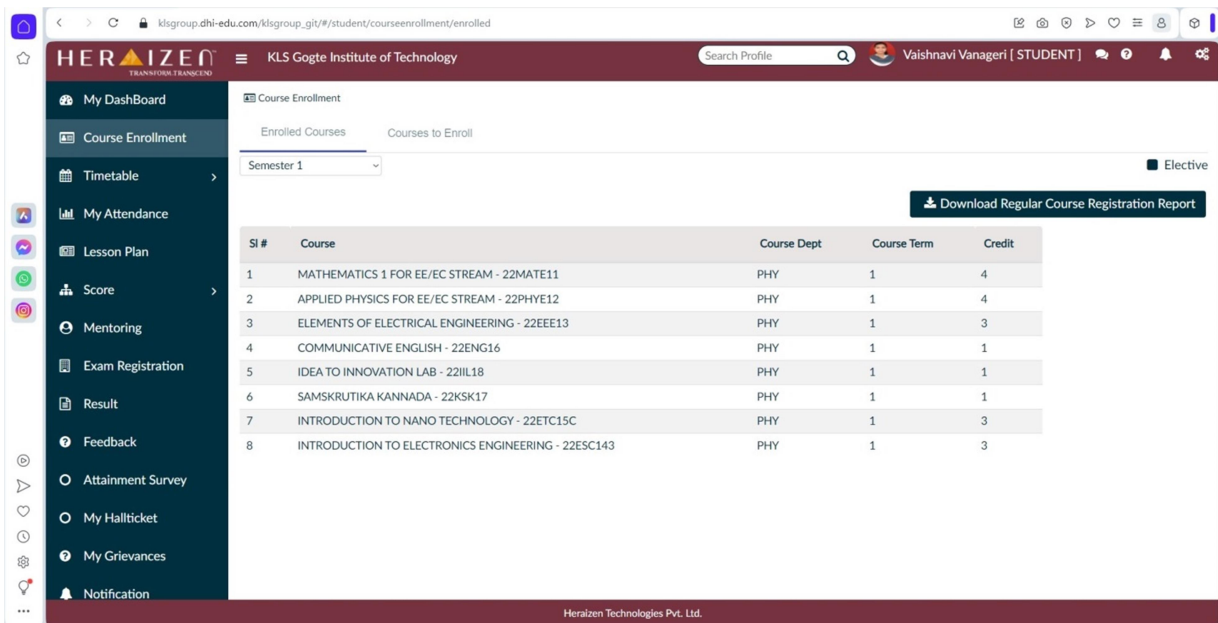 klsgroup.dhi-edu.com/klsgroup_git/#/student/courseenrollment/enrolled
HERAIZEN
TRANSFORM.TRANSCEND
KLS Gogte Institute of Technology
Search Profile
Vaishnavi Vanageri [ STUDENT ]
My DashBoard
Course Enrollment
Timetable
My Attendance
Lesson Plan
Score
Mentoring
Exam Registration
Result
Feedback
Attainment Survey
My Hallticket
My Grievances
Notification
Course Enrollment
Enrolled Courses Courses to Enroll
Semester 1
Elective
Download Regular Course Registration Report
Sl # Course Course Dept Course Term Credit
1 MATHEMATICS 1 FOR EE/EC STREAM - 22MATE11 PHY 1 4
2 APPLIED PHYSICS FOR EE/EC STREAM - 22PHYE12 PHY 1 4
3 ELEMENTS OF ELECTRICAL ENGINEERING - 22EEE13 PHY 1 3
4 COMMUNICATIVE ENGLISH - 22ENG16 PHY 1 1
5 IDEA TO INNOVATION LAB - 22IIL18 PHY 1 1
6 SAMSKRUTIKA KANNADA - 22KSK17 PHY 1 1
7 INTRODUCTION TO NANO TECHNOLOGY - 22ETC15C PHY 1 3
8 INTRODUCTION TO ELECTRONICS ENGINEERING - 22ESC143 PHY 1 3
Heraizen Technologies Pvt. Ltd.